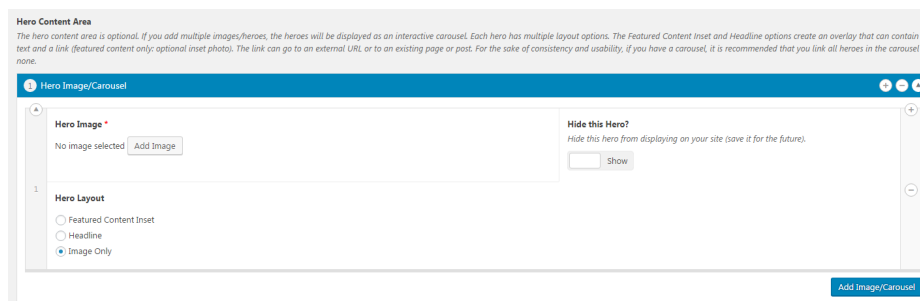 Hero Content Area
The hero content area is optional. If you add multiple images/heroes, the heroes will be displayed as an interactive carousel. Each hero has multiple layout options. The Featured Content Inset and Headline options create an overlay that can contain
text and a link (featured content only: optional inset photo). The link can go to an external URL or to an existing page or post. For the sake of consistency and usability, if you have a carousel, it is recommended that you link all heroes in the carousel
none.
1 Hero Image/Carousel
Hero Image *
Hide this Hero?
Hide this hero from displaying on your site (save it for the future).
No image selected Add Image
Show
1
Hero Layout
Featured Content Inset
Headline
Image Only
Add Image/Carousel